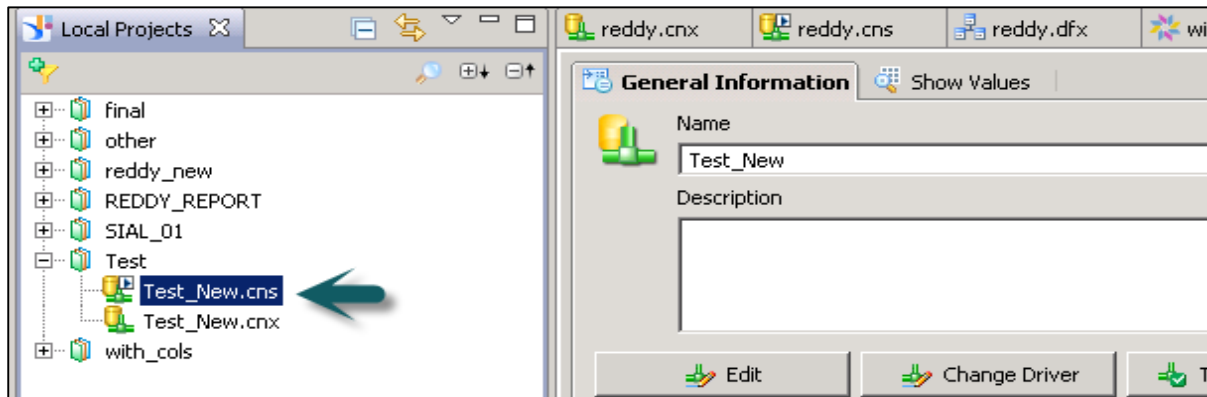 Local Projects
final
other
reddy_new
REDDY_REPORT
SIAL_01
Test
Test_New.cns
Test_New.cnx
with_cols
reddy.cnx reddy.cns reddy.dfx
General Information Show Values
Name
Test_New
Description
Edit Change Driver